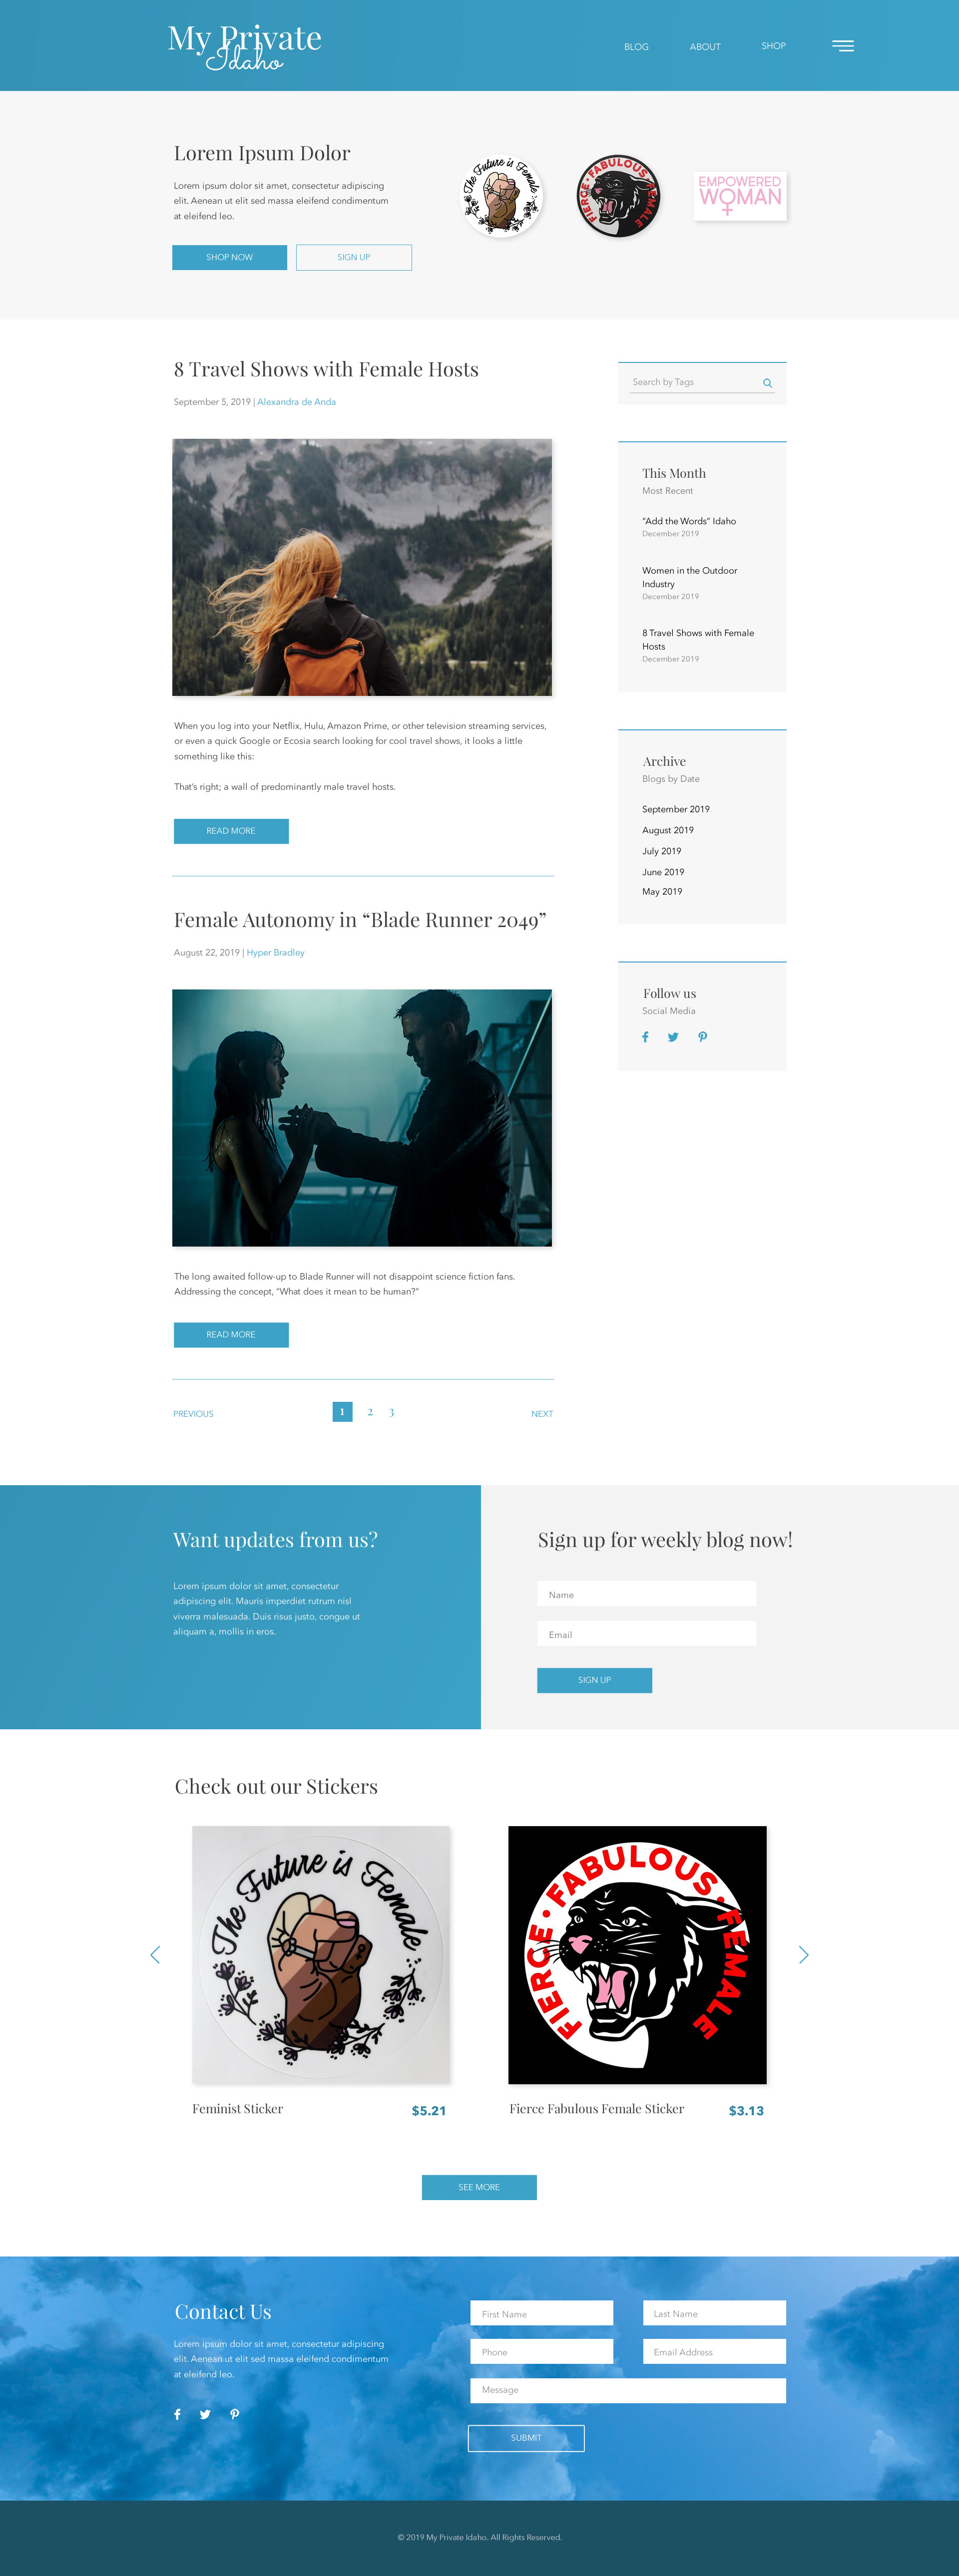 My Private
Idaho
BLOG ABOUT SHOP
Lorem Ipsum Dolor
Lorem ipsum dolor sit amet, consectetur adipiscing
elit. Aenean ut elit sed massa eleifend condimentum
at eleifend leo.
SHOP NOW SIGN UP
The Future is Female
FIERCE • FABULOUS • FEMALE
EMPOWERED
WOMAN
8 Travel Shows with Female Hosts
September 5, 2019 | Alexandra de Anda
When you log into your Netflix, Hulu, Amazon Prime, or other television streaming services,
or even a quick Google or Ecosia search looking for cool travel shows, it looks a little
something like this:
That's right; a wall of predominantly male travel hosts.
READ MORE
Female Autonomy in “Blade Runner 2049”
August 22, 2019 | Hyper Bradley
The long awaited follow-up to Blade Runner will not disappoint science fiction fans.
Addressing the concept, “What does it mean to be human?”
READ MORE
PREVIOUS 1 2 3 NEXT
Search by Tags
This Month
Most Recent
“Add the Words” Idaho
December 2019
Women in the Outdoor
Industry
December 2019
8 Travel Shows with Female
Hosts
December 2019
Archive
Blogs by Date
September 2019
August 2019
July 2019
June 2019
May 2019
Follow us
Social Media
Want updates from us?
Lorem ipsum dolor sit amet, consectetur
adipiscing elit. Mauris imperdiet rutrum nisl
viverra malesuada. Duis risus justo, congue ut
aliquam a, mollis in eros.
Sign up for weekly blog now!
Name
Email
SIGN UP
Check out our Stickers
The Future is Female
FIERCE • FABULOUS • FEMALE
Feminist Sticker $5.21
Fierce Fabulous Female Sticker $3.13
SEE MORE
Contact Us
Lorem ipsum dolor sit amet, consectetur adipiscing
elit. Aenean ut elit sed massa eleifend condimentum
at eleifend leo.
First Name Last Name
Phone Email Address
Message
SUBMIT
© 2019 My Private Idaho. All Rights Reserved.